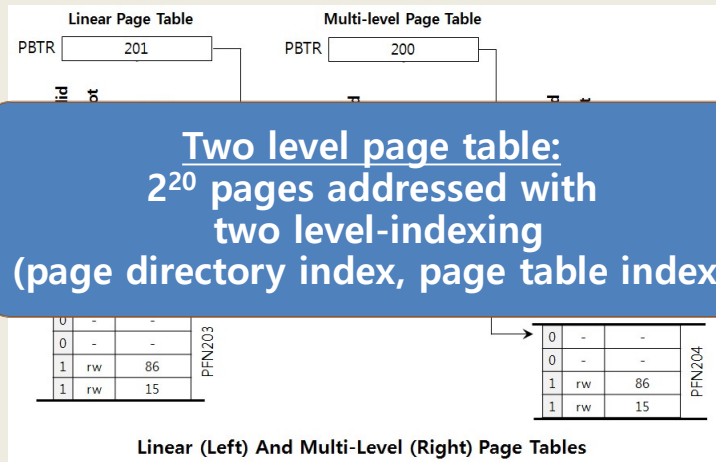 Linear Page Table
Multi-level Page Table
PBTR 201
PBTR 200
Two level page table:
2²⁰ pages addressed with
two level-indexing
(page directory index, page table index
0 - -
0 - -
1 rw 86
1 rw 15
PFN203
0 - -
0 - -
1 rw 86
1 rw 15
PFN204
Linear (Left) And Multi-Level (Right) Page Tables